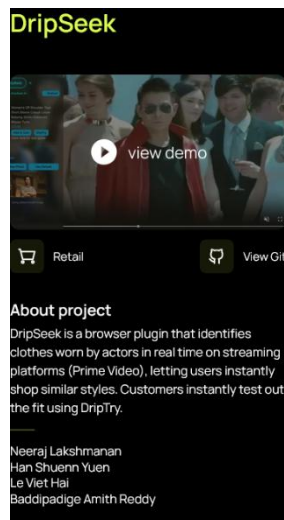 DripSeek
view demo
Retail
View Git
About project
DripSeek is a browser plugin that identifies
clothes worn by actors in real time on streaming
platforms (Prime Video), letting users instantly
shop similar styles. Customers instantly test out
the fit using DripTry.
Neeraj Lakshmanan
Han Shuenn Yuen
Le Viet Hai
Baddipadige Amith Reddy